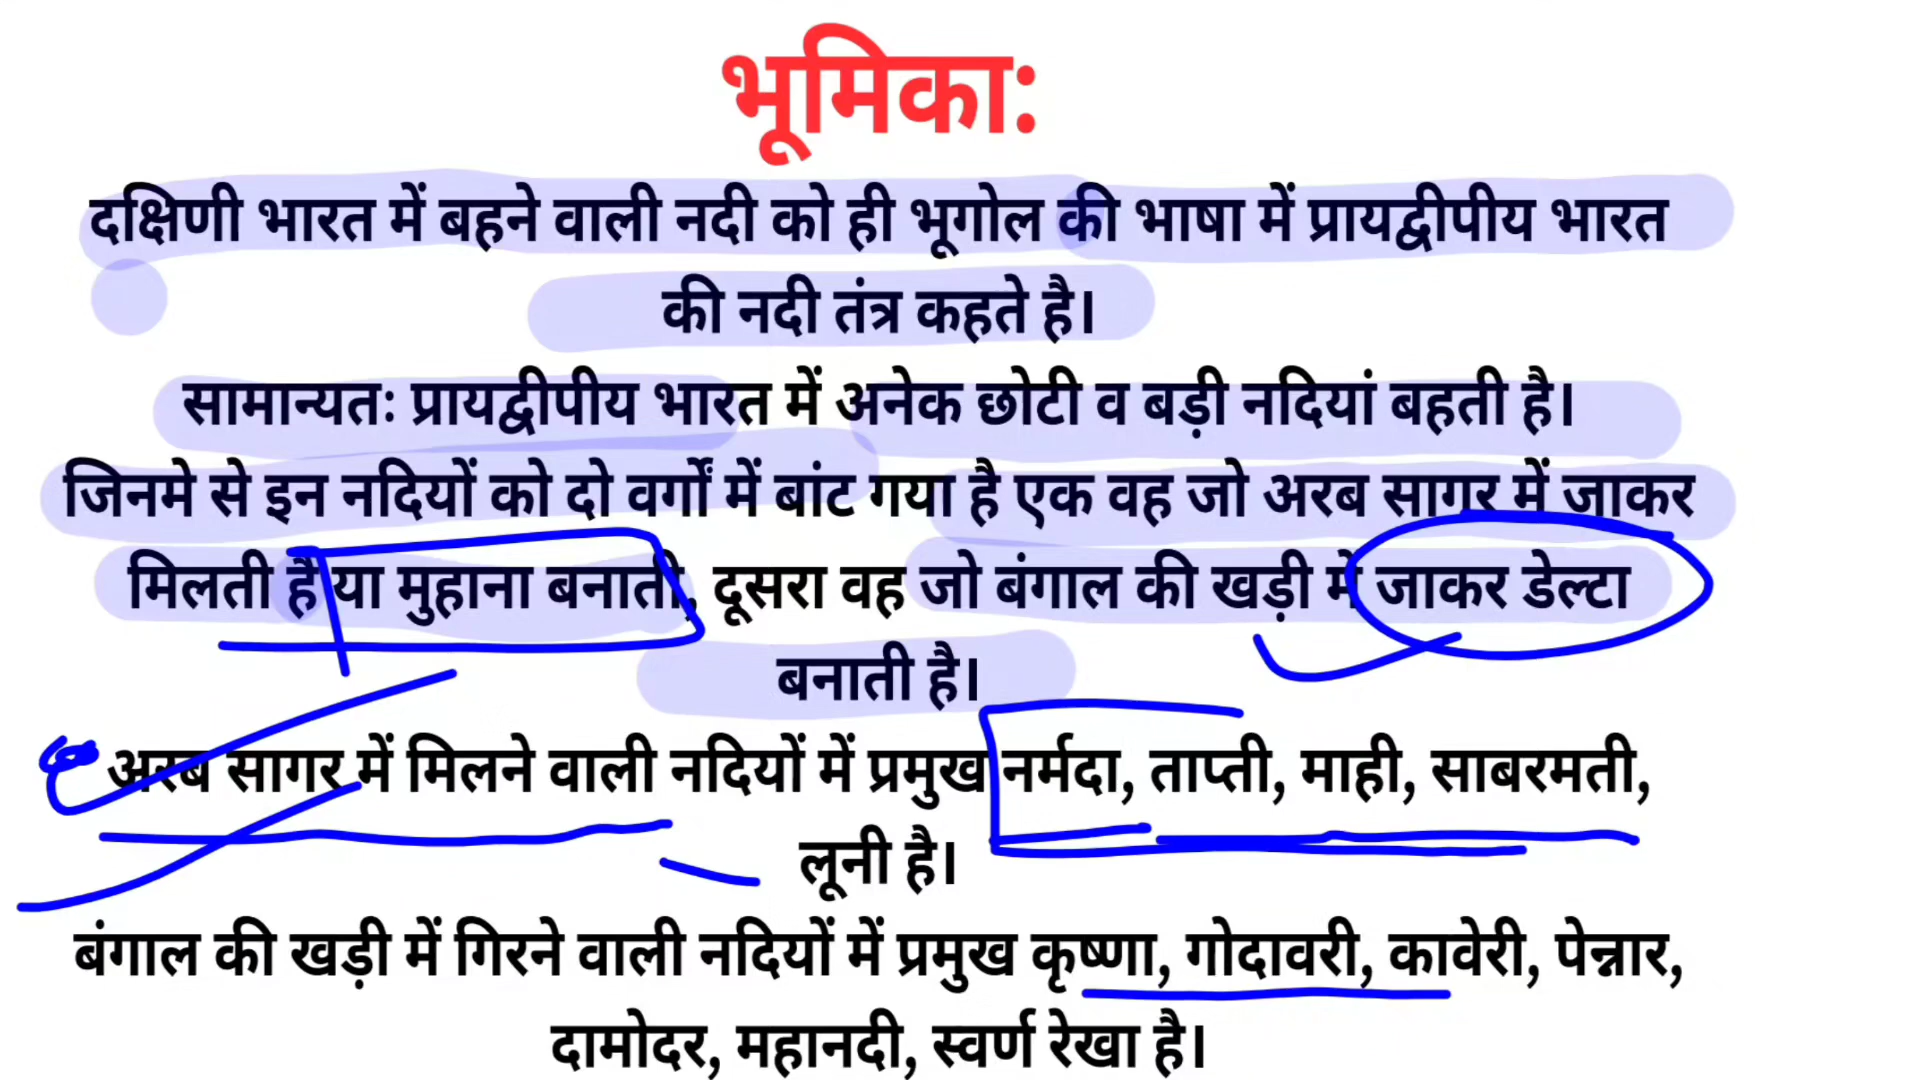 भूमिका:
दक्षिणी भारत में बहने वाली नदी को ही भूगोल की भाषा में प्रायद्वीपीय भारत
की नदी तंत्र कहते है।
सामान्यतः प्रायद्वीपीय भारत में अनेक छोटी व बड़ी नदियां बहती है।
जिनमे से इन नदियों को दो वर्गों में बांट गया है एक वह जो अरब सागर में जाकर
मिलती है या मुहाना बनाती, दूसरा वह जो बंगाल की खड़ी में जाकर डेल्टा
बनाती है।
अरब सागर में मिलने वाली नदियों में प्रमुख नर्मदा, ताप्ती, माही, साबरमती,
लूनी है।
बंगाल की खड़ी में गिरने वाली नदियों में प्रमुख कृष्णा, गोदावरी, कावेरी, पेन्नार,
दामोदर, महानदी, स्वर्ण रेखा है।